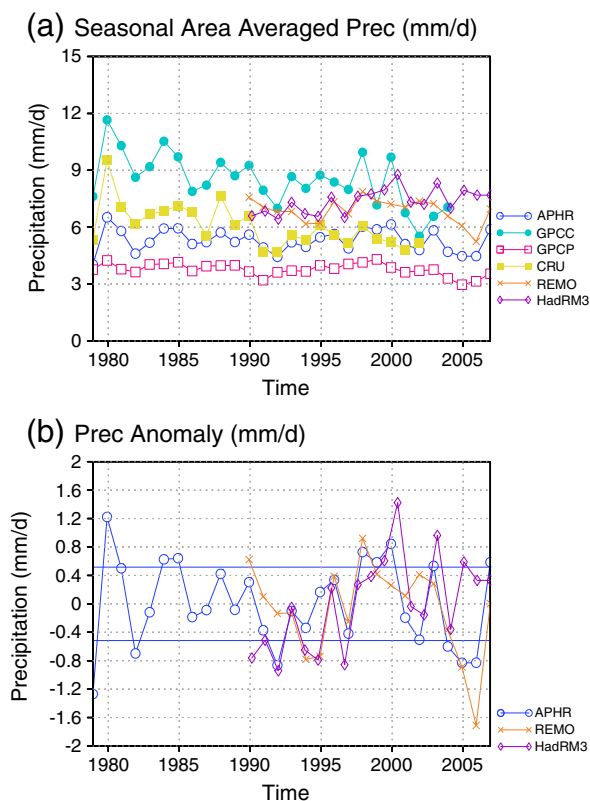 (a) Seasonal Area Averaged Prec (mm/d)
Precipitation (mm/d)
15
12
9
6
3
0
1980 1985 1990 1995 2000 2005
Time
APHR
GPCC
GPCP
CRU
REMO
HadRM3
(b) Prec Anomaly (mm/d)
Precipitation (mm/d)
2
1.6
1.2
0.8
0.4
0
-0.4
-0.8
-1.2
-1.6
-2
1980 1985 1990 1995 2000 2005
Time
APHR
REMO
HadRM3